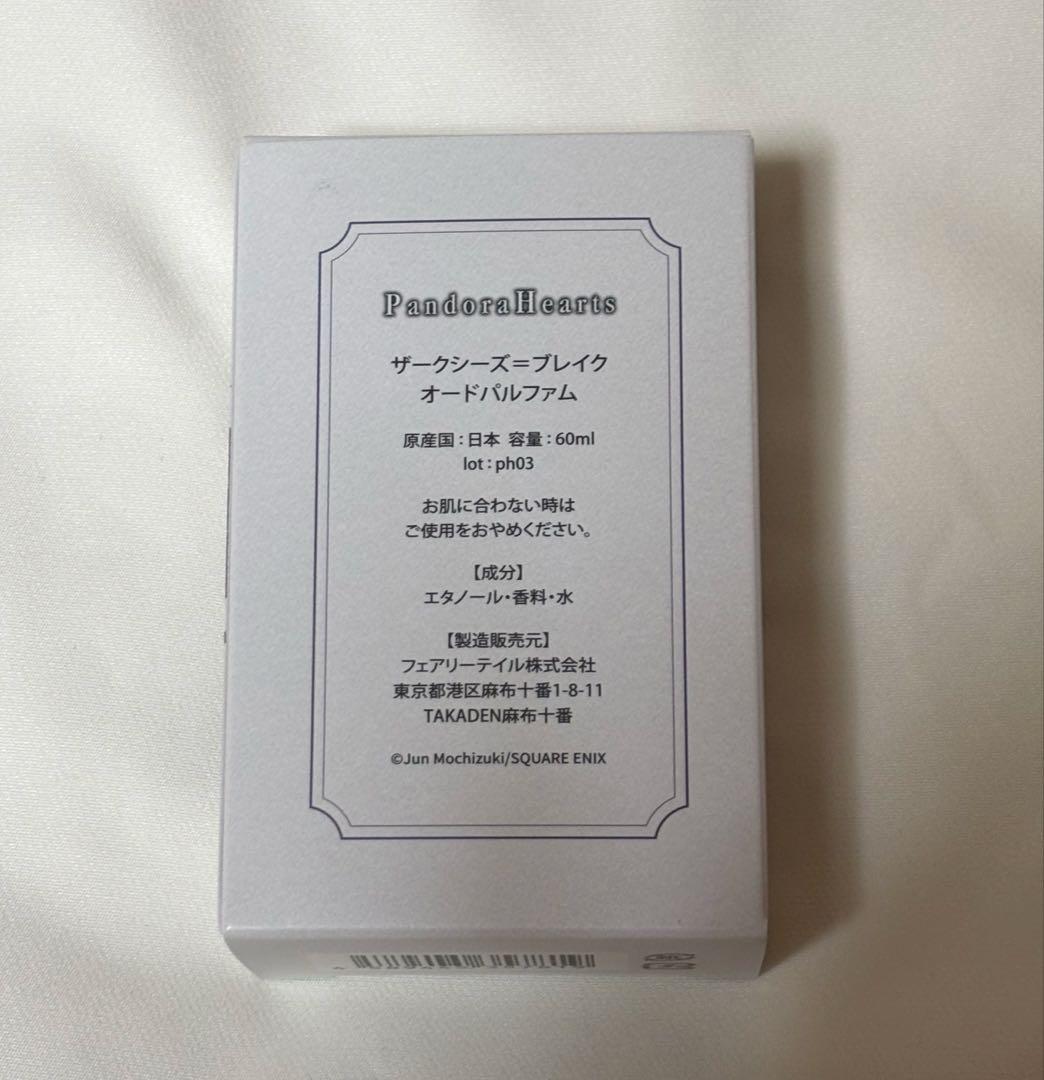 PandoraHearts
ザークシーズ＝ブレイク
オードパルファム
原産国：日本 容量：60ml
lot：ph03
お肌に合わない時は
ご使用をおやめください。
【成分】
エタノール・香料・水
【製造販売元】
フェアリーテイル株式会社
東京都港区麻布十番1-8-11
TAKADEN麻布十番
©Jun Mochizuki/SQUARE ENIX